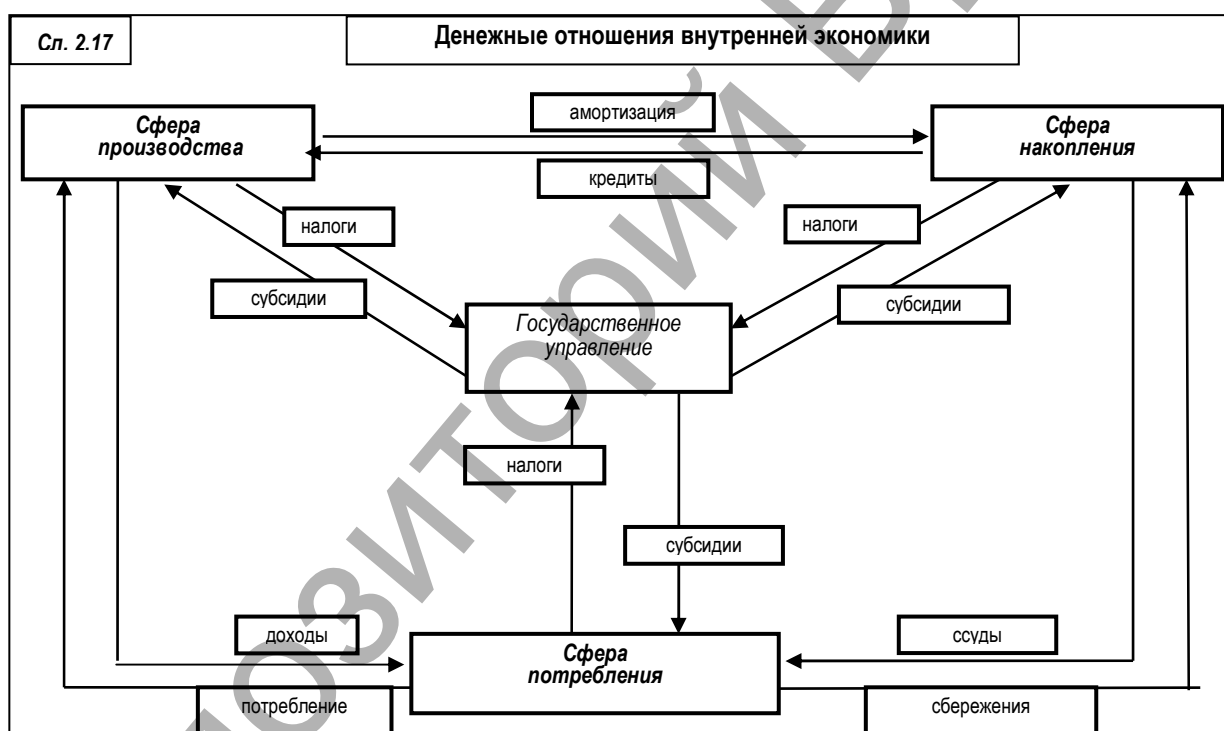 Сл. 2.17
Денежные отношения внутренней экономики
Сфера
производства
амортизация
кредиты
Сфера
накопления
налоги
налоги
субсидии
субсидии
Государственное
управление
налоги
субсидии
доходы
Сфера
потребления
ссуды
потребление
сбережения